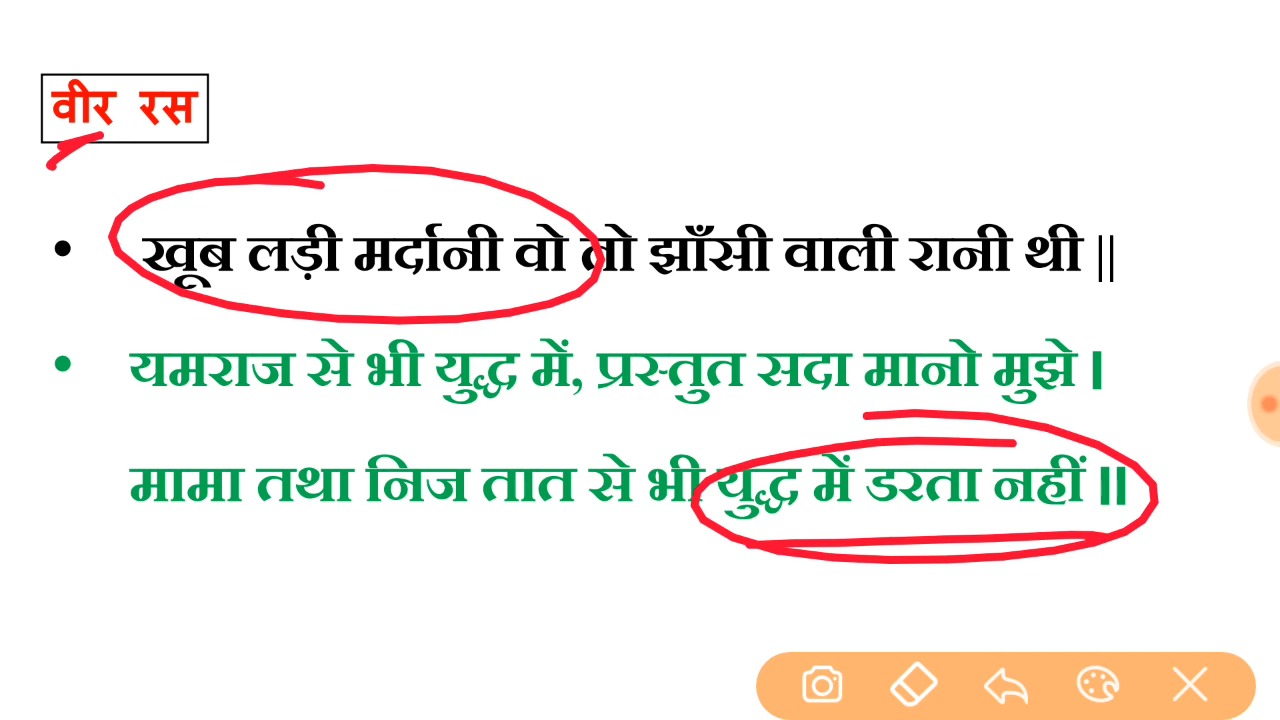 वीर रस
• खूब लड़ी मर्दानी वो तो झाँसी वाली रानी थी ||
• यमराज से भी युद्ध में, प्रस्तुत सदा मानो मुझे ।
मामा तथा निज तात से भी युद्ध में डरता नहीं ॥